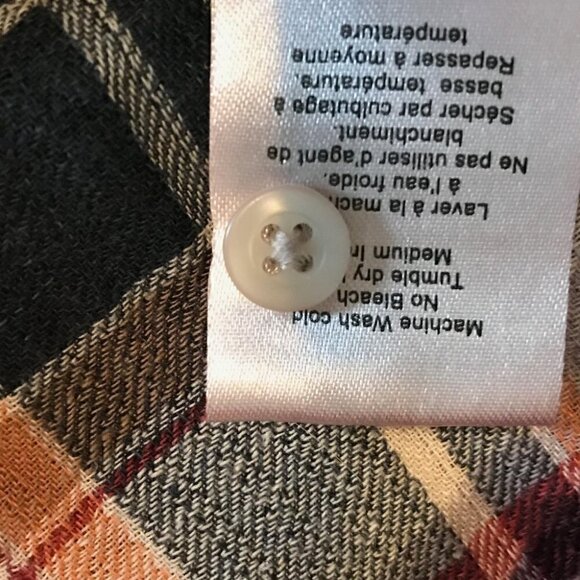 Machine Wash cold
No Bleach
Tumble dry
Medium
Laver à la
à l'eau froide.
Ne pas utiliser d'agent de
blanchiment.
Sécher par culbutage à
basse température.
Repasser à moyenne
température